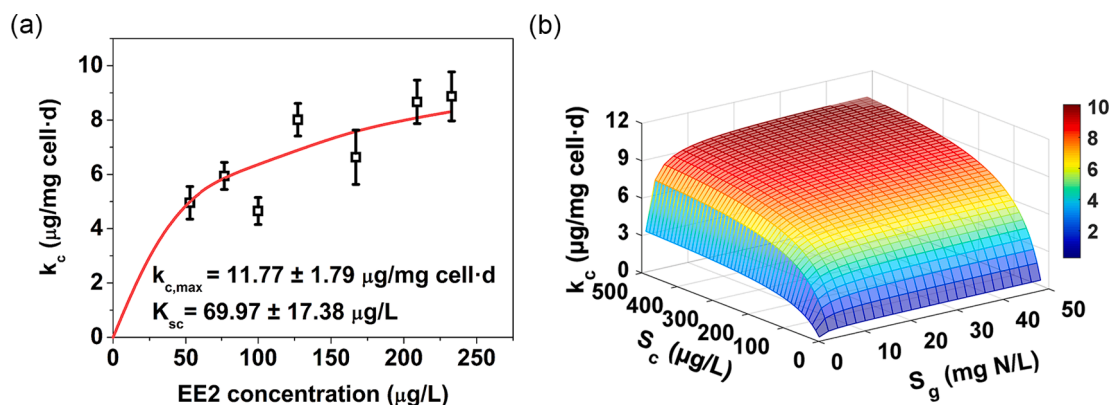 (a)
10
8
6
4
2
0
k_c (μg/mg cell·d)
k_c,max = 11.77 ± 1.79 μg/mg cell·d
K_sc = 69.97 ± 17.38 μg/L
0 50 100 150 200 250
EE2 concentration (μg/L)
(b)
12
9
6
3
0
k_c (μg/mg cell·d)
500
400
300
200
100
0
S_c (μg/L)
0
10
20
30
40
50
S_g (mg N/L)
10
8
6
4
2